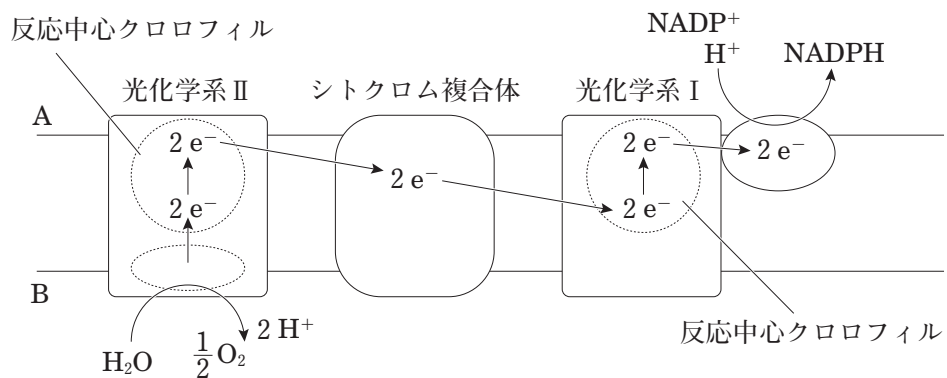 反応中心クロロフィル
NADP⁺
H⁺
NADPH
光化学系Ⅱ
シトクロム複合体
光化学系Ⅰ
A
2 e⁻
2 e⁻
2 e⁻
2 e⁻
2 e⁻
2 e⁻
B
H₂O
1/2 O₂
2 H⁺
反応中心クロロフィル